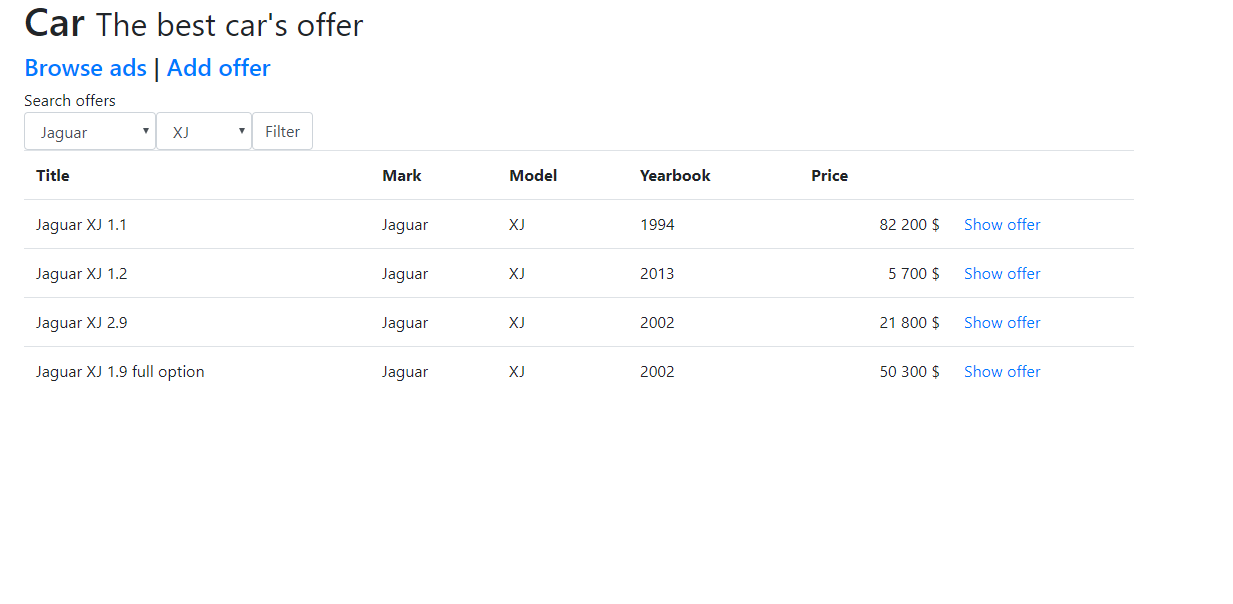 Car The best car's offer
Browse ads | Add offer
Search offers
Jaguar XJ Filter
Title Mark Model Yearbook Price
Jaguar XJ 1.1 Jaguar XJ 1994 82 200 $ Show offer
Jaguar XJ 1.2 Jaguar XJ 2013 5 700 $ Show offer
Jaguar XJ 2.9 Jaguar XJ 2002 21 800 $ Show offer
Jaguar XJ 1.9 full option Jaguar XJ 2002 50 300 $ Show offer